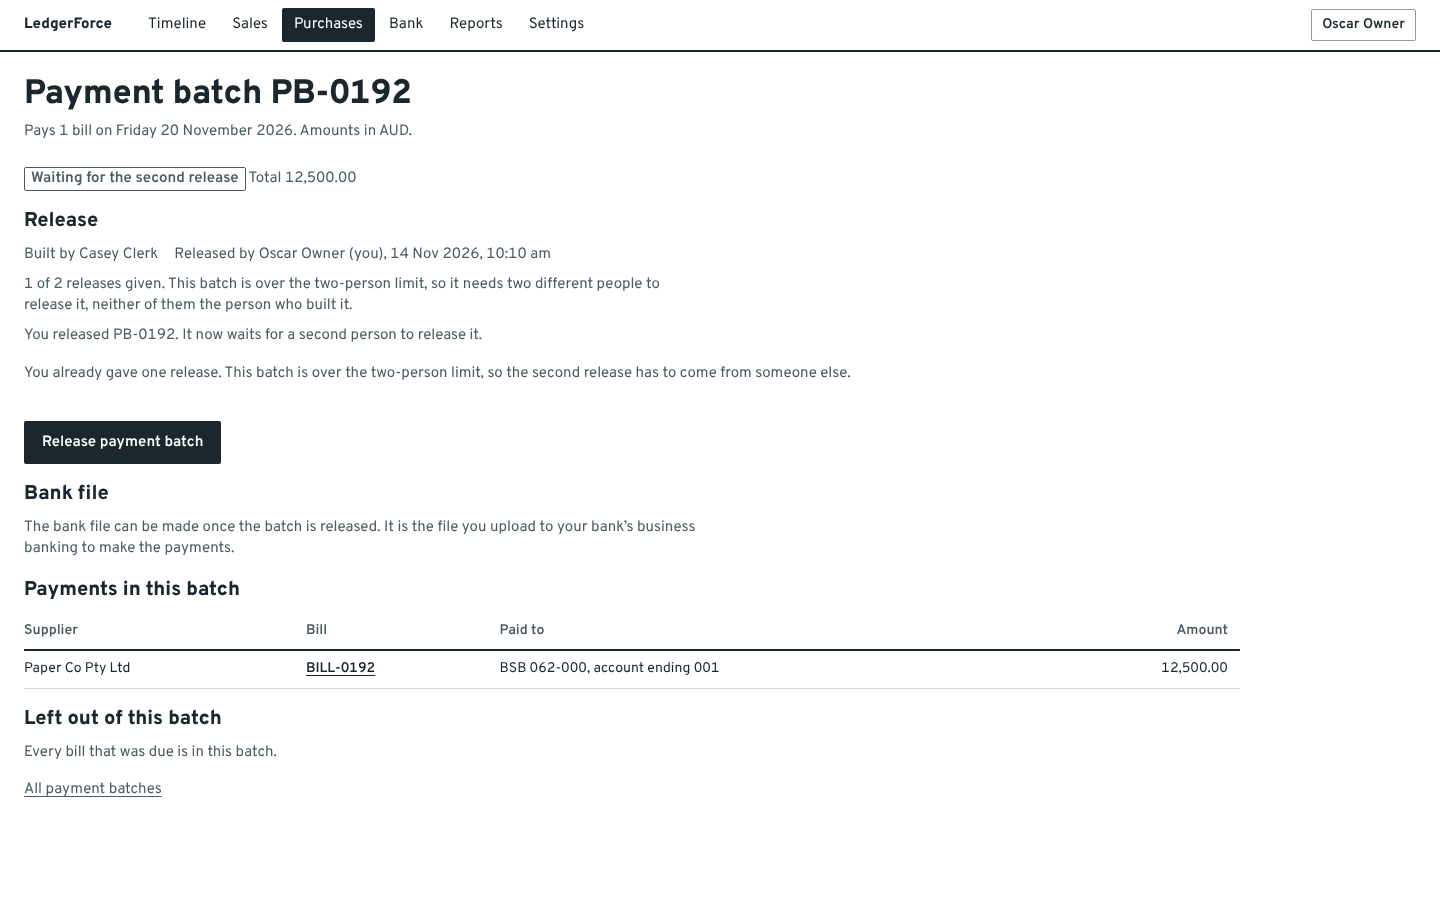 LedgerForce Timeline Sales Purchases Bank Reports Settings Oscar Owner
Payment batch PB-0192
Pays 1 bill on Friday 20 November 2026. Amounts in AUD.
Waiting for the second release Total 12,500.00
Release
Built by Casey Clerk Released by Oscar Owner (you), 14 Nov 2026, 10:10 am
1 of 2 releases given. This batch is over the two-person limit, so it needs two different people to
release it, neither of them the person who built it.
You released PB-0192. It now waits for a second person to release it.
You already gave one release. This batch is over the two-person limit, so the second release has to come from someone else.
Release payment batch
Bank file
The bank file can be made once the batch is released. It is the file you upload to your bank’s business
banking to make the payments.
Payments in this batch
Supplier Bill Paid to Amount
Paper Co Pty Ltd BILL-0192 BSB 062-000, account ending 001 12,500.00
Left out of this batch
Every bill that was due is in this batch.
All payment batches